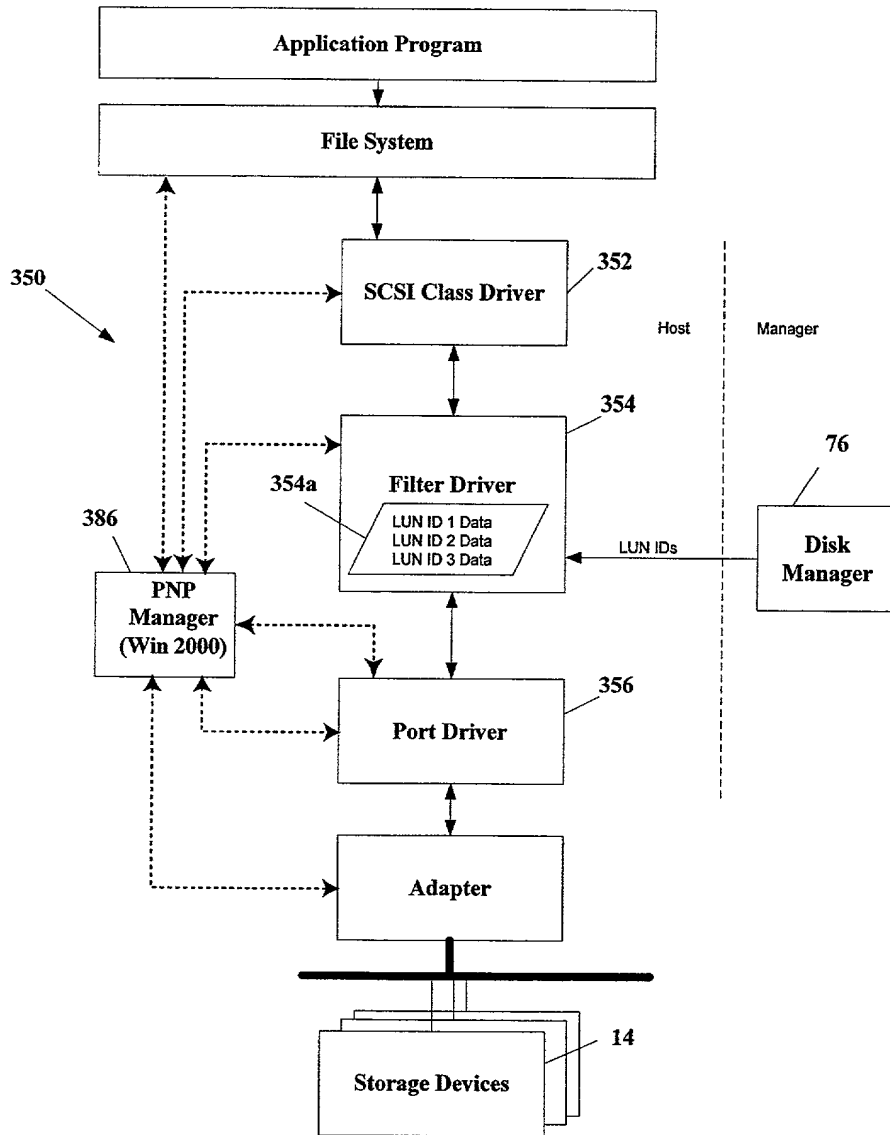 Application Program
File System
352
SCSI Class Driver
350
Host
Manager
354
76
354a
Filter Driver
LUN ID 1 Data
LUN ID 2 Data
LUN ID 3 Data
LUN IDs
Disk
Manager
386
PNP
Manager
(Win 2000)
356
Port Driver
Adapter
14
Storage Devices